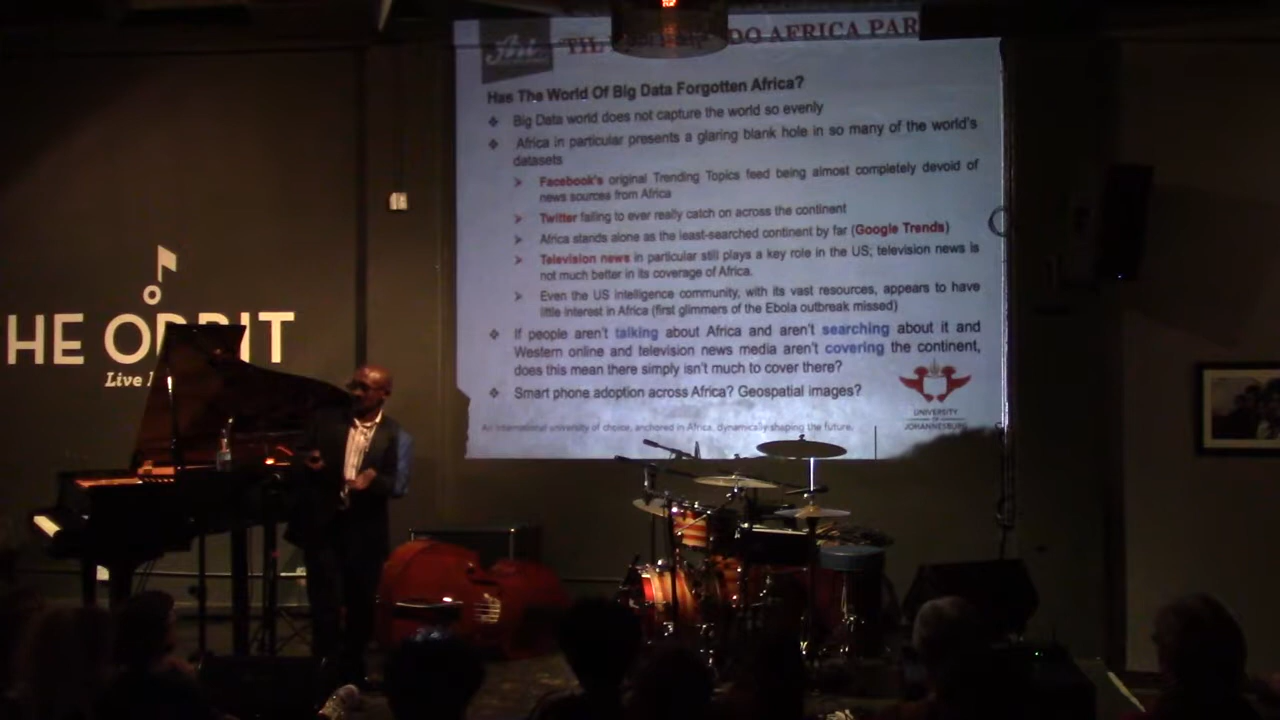 TIL DO AFRICA PAR
Has The World Of Big Data Forgotten Africa?
❖ Big Data world does not capture the world so evenly
❖ Africa in particular presents a glaring blank hole in so many of the world's
datasets
➢ Facebook's original Trending Topics feed being almost completely devoid of
news sources from Africa
➢ Twitter failing to ever really catch on across the continent
➢ Africa stands alone as the least-searched continent by far (Google Trends)
➢ Television news in particular still plays a key role in the US; television news is
not much better in its coverage of Africa.
➢ Even the US intelligence community, with its vast resources, appears to have
little interest in Africa (first glimmers of the Ebola outbreak missed)
❖ If people aren't talking about Africa and aren't searching about it and
Western online and television news media aren't covering the continent,
does this mean there simply isn't much to cover there?
❖ Smart phone adoption across Africa? Geospatial images?
UNIVERSITY
OF
JOHANNESBURG
An international university of choice, anchored in Africa, dynamically shaping the future.
HE ORBIT
Live